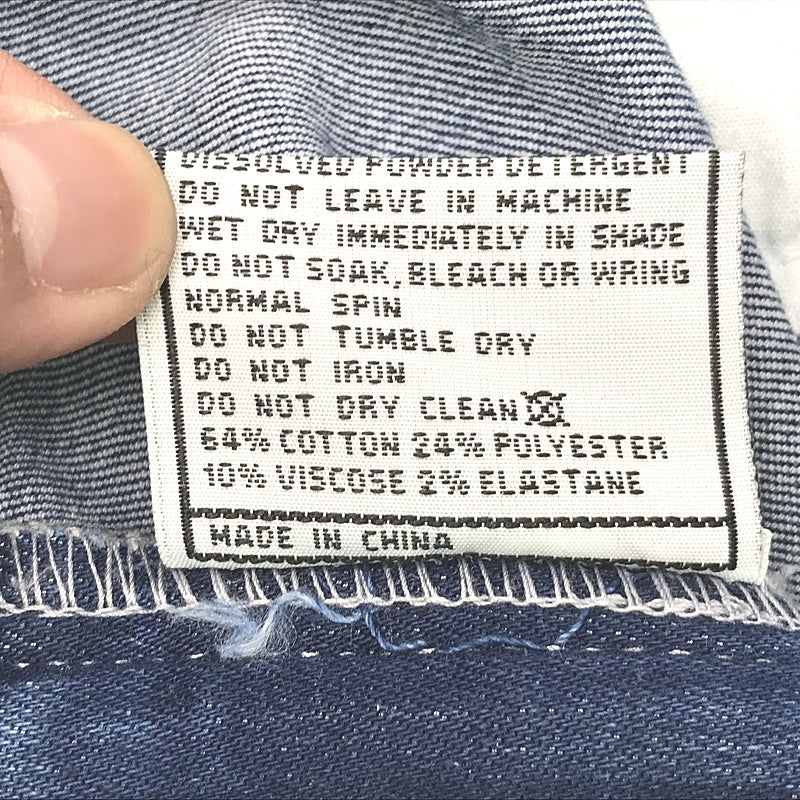 DISSOLVED POWDER DETERGENT
DO NOT LEAVE IN MACHINE
WET DRY IMMEDIATELY IN SHADE
DO NOT SOAK, BLEACH OR WRING
NORMAL SPIN
DO NOT TUMBLE DRY
DO NOT IRON
DO NOT DRY CLEAN
64% COTTON 24% POLYESTER
10% VISCOSE 2% ELASTANE
MADE IN CHINA